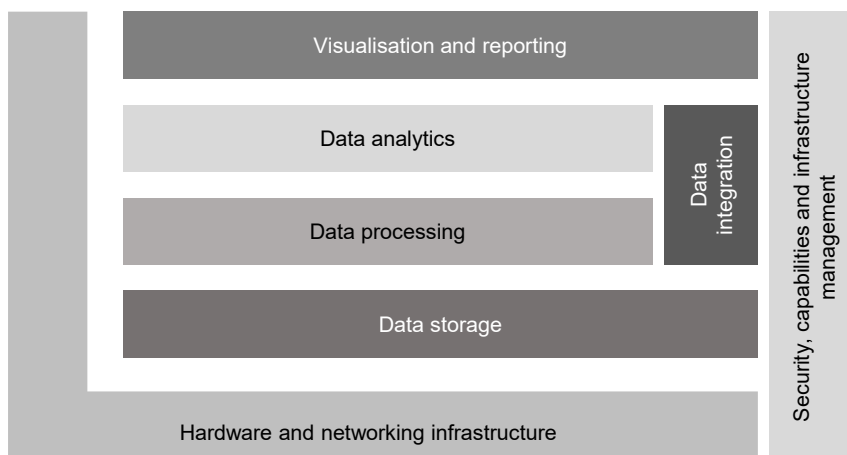 Visualisation and reporting
Data analytics
Data
integration
Data processing
Data storage
Hardware and networking infrastructure
Security, capabilities and infrastructure
management